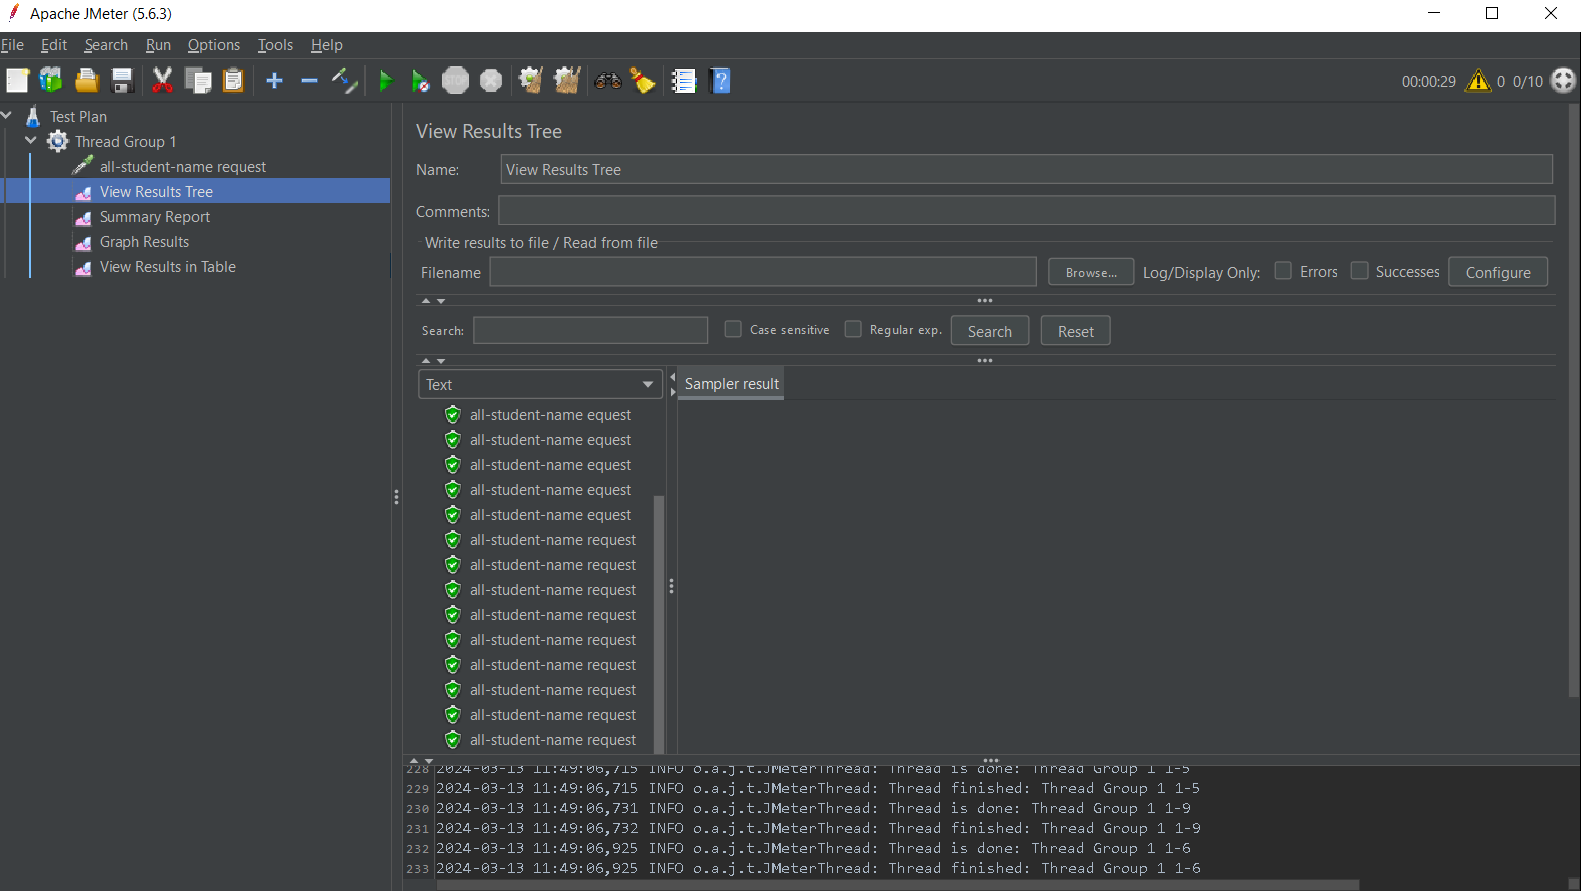 Apache JMeter (5.6.3)
File Edit Search Run Options Tools Help
STOP
00:00:29 0 0/10
Test Plan
Thread Group 1
all-student-name request
View Results Tree
Summary Report
Graph Results
View Results in Table
View Results Tree
Name: View Results Tree
Comments:
Write results to file / Read from file
Filename Browse... Log/Display Only: Errors Successes Configure
Search: Case sensitive Regular exp. Search Reset
Text
Sampler result
all-student-name equest
all-student-name equest
all-student-name equest
all-student-name equest
all-student-name equest
all-student-name request
all-student-name request
all-student-name request
all-student-name request
all-student-name request
all-student-name request
all-student-name request
all-student-name request
all-student-name request
228 2024-03-13 11:49:06,715 INFO o.a.j.t.JMeterThread: Thread is done: Thread Group 1 1-5
229 2024-03-13 11:49:06,715 INFO o.a.j.t.JMeterThread: Thread finished: Thread Group 1 1-5
230 2024-03-13 11:49:06,731 INFO o.a.j.t.JMeterThread: Thread is done: Thread Group 1 1-9
231 2024-03-13 11:49:06,732 INFO o.a.j.t.JMeterThread: Thread finished: Thread Group 1 1-9
232 2024-03-13 11:49:06,925 INFO o.a.j.t.JMeterThread: Thread is done: Thread Group 1 1-6
233 2024-03-13 11:49:06,925 INFO o.a.j.t.JMeterThread: Thread finished: Thread Group 1 1-6